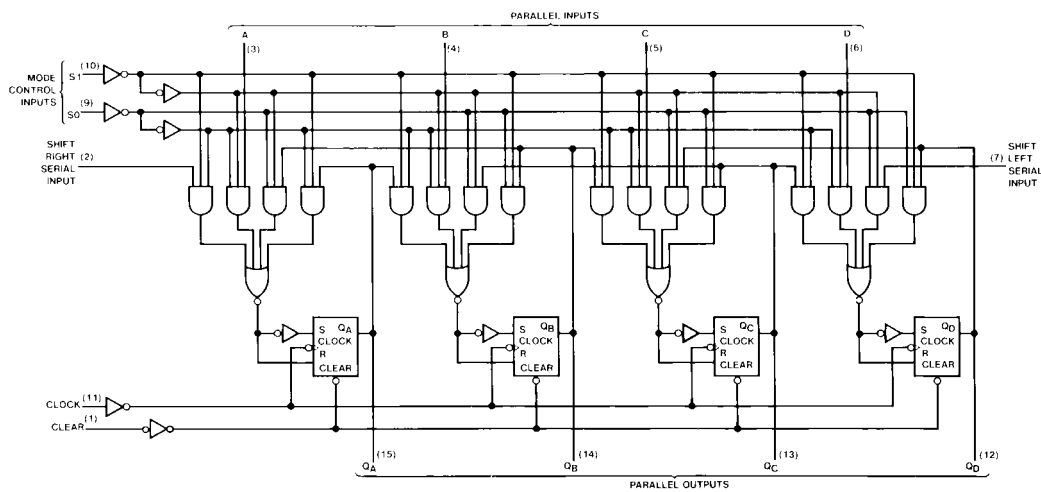 PARALLEL INPUTS
A B C D
(3) (4) (5) (6)
MODE CONTROL INPUTS
S1 (10)
S0 (9)
SHIFT RIGHT SERIAL INPUT (2)
(7) SHIFT LEFT SERIAL INPUT
S QA CLOCK R CLEAR
S QB CLOCK R CLEAR
S QC CLOCK R CLEAR
S QD CLOCK R CLEAR
CLOCK (11)
CLEAR (1)
QA (15) QB (14) QC (13) QD (12)
PARALLEL OUTPUTS